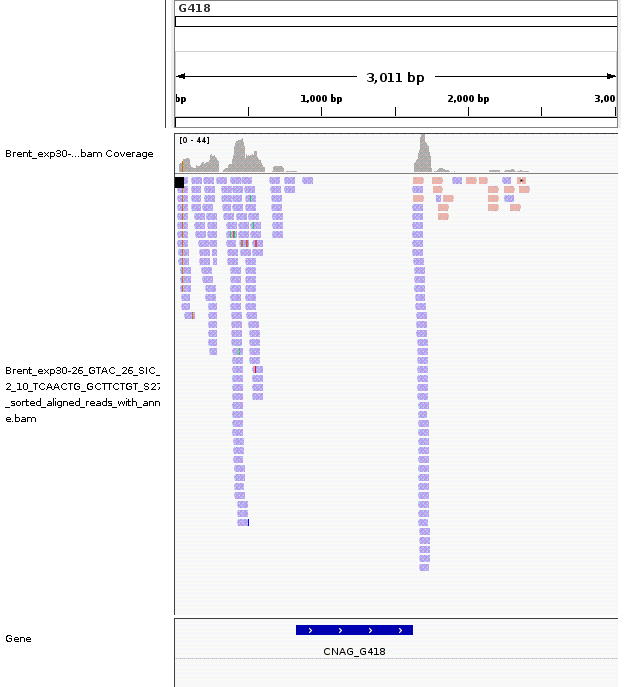 G418
3,011 bp
bp 1,000 bp 2,000 bp 3,00
[0 - 44]
Brent_exp30-...bam Coverage
Brent_exp30-25_GTAC_25_SIC_
2_10_TCAACTG_GCTTCTGT_S27
_sorted_aligned_reads_with_ann
e.bam
Gene
CNAG_G418